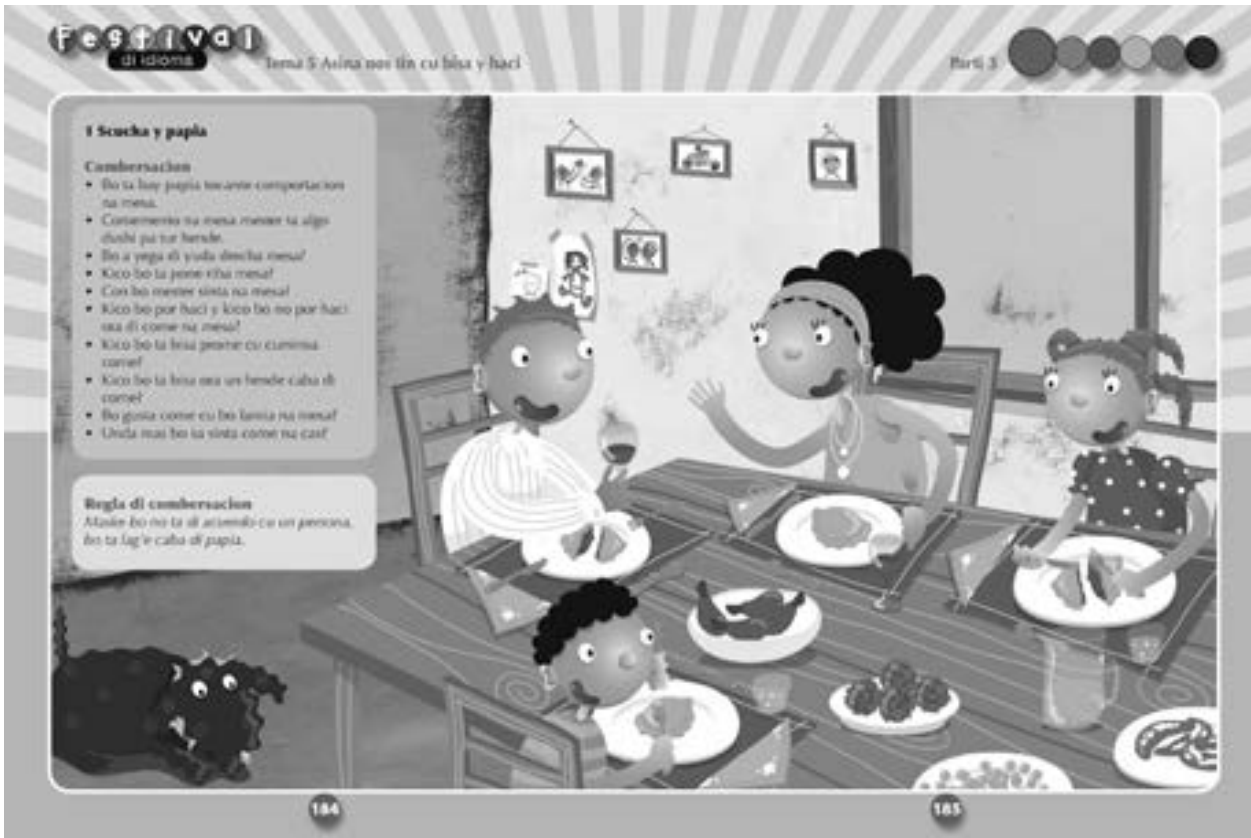 Festival
di idioma
Tema 5 Asina nos tin cu bisa y haci
Parti 3
1 Scucha y papia
Combersacion
• Bo ta bay papia tocante comportacion
na mesa.
• Comemento na mesa mester ta algo
dushi pa tur hende.
• Bo a yega di yuda drecha mesa?
• Kico bo ta pone riba mesa?
• Con bo mester sinta na mesa?
• Kico bo por haci y kico bo no por haci
ora di come na mesa?
• Kico bo ta bisa prome cu cuminsa
come?
• Kico bo ta bisa ora un hende caba di
come?
• Bo gusta come cu bo famia na mesa?
• Unda mas bo ta sinta come na cas?
Regla di combersacion
Maske bo no ta di acuerdo cu un persona,
bo ta lag'e caba di papia.
184
185